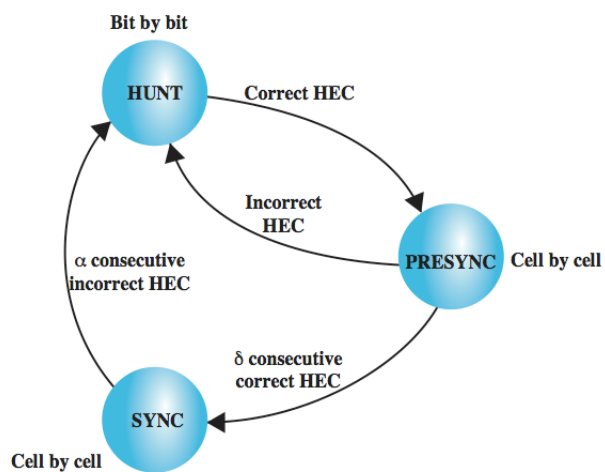 Bit by bit
HUNT
Correct HEC
Incorrect
HEC
PRESYNC
Cell by cell
α consecutive
incorrect HEC
δ consecutive
correct HEC
SYNC
Cell by cell